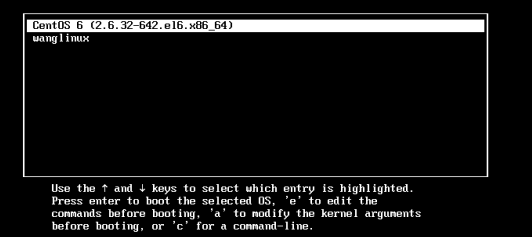 CentOS 6 (2.6.32-642.el6.x86_64)
wanglinux
Use the ↑ and ↓ keys to select which entry is highlighted.
Press enter to boot the selected OS, 'e' to edit the
commands before booting, 'a' to modify the kernel arguments
before booting, or 'c' for a command-line.